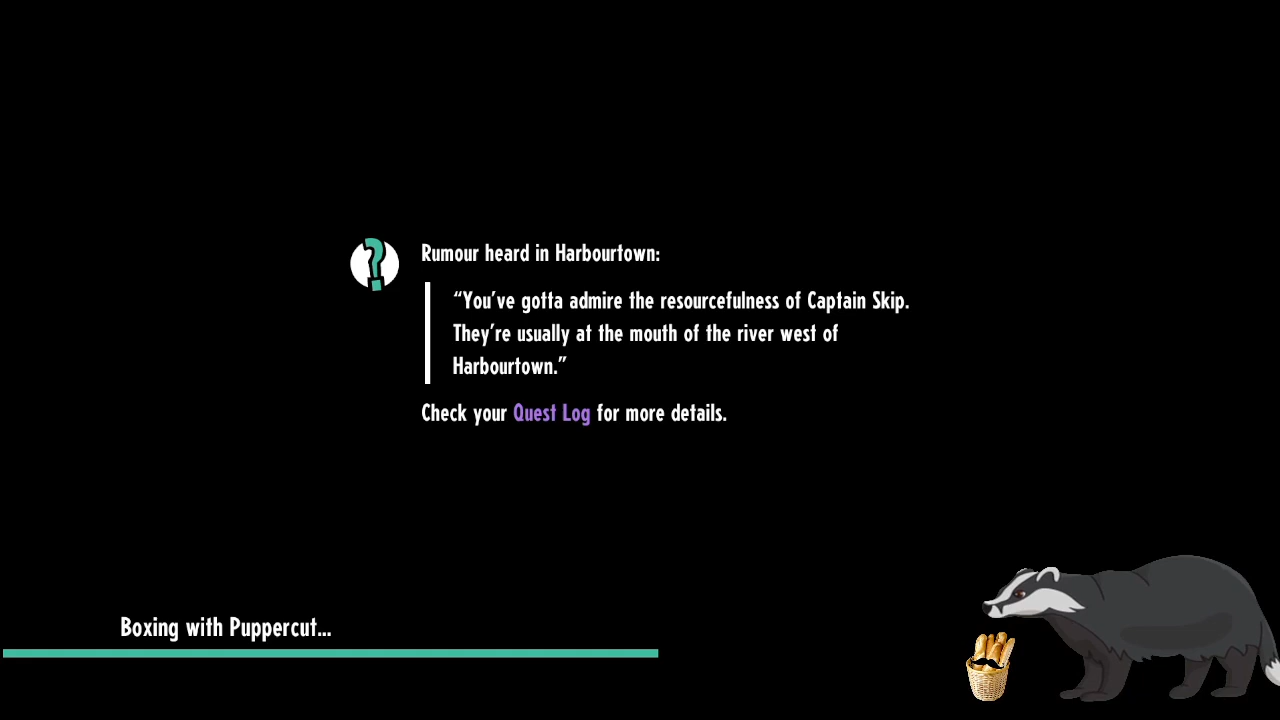 Rumour heard in Harbourtown:
“You’ve gotta admire the resourcefulness of Captain Skip.
They’re usually at the mouth of the river west of
Harbourtown.”
Check your Quest Log for more details.
Boxing with Puppercut...